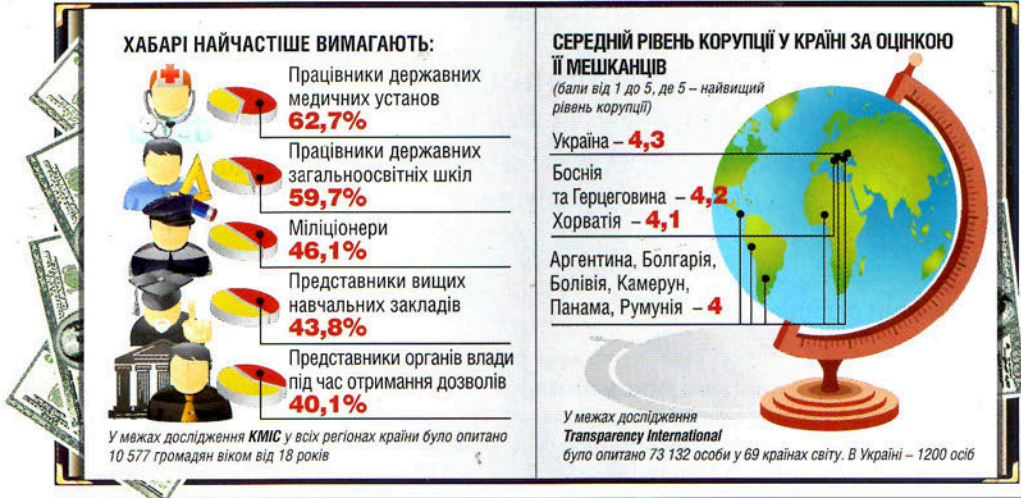 ХАБАРІ НАЙЧАСТІШЕ ВИМАГАЮТЬ:
Працівники державних
медичних установ
62,7%
Працівники державних
загальноосвітніх шкіл
59,7%
Міліціонери
46,1%
Представники вищих
навчальних закладів
43,8%
Представники органів влади
під час отримання дозволів
40,1%
У межах дослідження КМІС у всіх регіонах країни було опитано
10 577 громадян віком від 18 років
СЕРЕДНІЙ РІВЕНЬ КОРУПЦІЇ У КРАЇНІ ЗА ОЦІНКОЮ
ЇЇ МЕШКАНЦІВ
(бали від 1 до 5, де 5 – найвищий
рівень корупції)
Україна – 4,3
Боснія
та Герцеговина – 4,2
Хорватія – 4,1
Аргентина, Болгарія,
Болівія, Камерун,
Панама, Румунія – 4
У межах дослідження
Transparency International
було опитано 73 132 особи у 69 країнах світу. В Україні – 1200 осіб